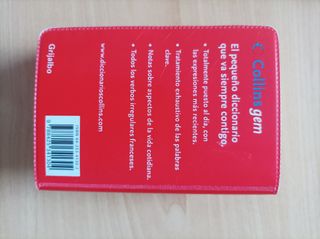 Collins gem
El pequeño diccionario
que va siempre contigo.
• Totalmente puesto al día, con
las expresiones más recientes.
• Tratamiento exhaustivo de las palabras
clave.
• Notas sobre aspectos de la vida cotidiana.
• Todos los verbos irregulares franceses.
www.diccionarioscollins.com
Grijalbo